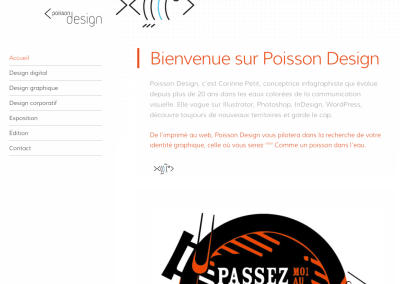 poisson
design
Accueil
Design digital
Design graphique
Design corporatif
Exposition
Édition
Contact
Bienvenue sur Poisson Design
Poisson Design, c'est Corinne Petit, conceptrice infographiste qui évolue
depuis plus de 20 ans dans les eaux colorées de la communication
visuelle. Elle vogue sur Illustrator, Photoshop, InDesign, WordPress,
découvre toujours de nouveaux territoires et garde le cap.
De l'imprimé au web, Poisson Design vous pilotera dans la recherche de votre
identité graphique, celle où vous serez Comme un poisson dans l'eau.
PASSEZ
MOI
AU